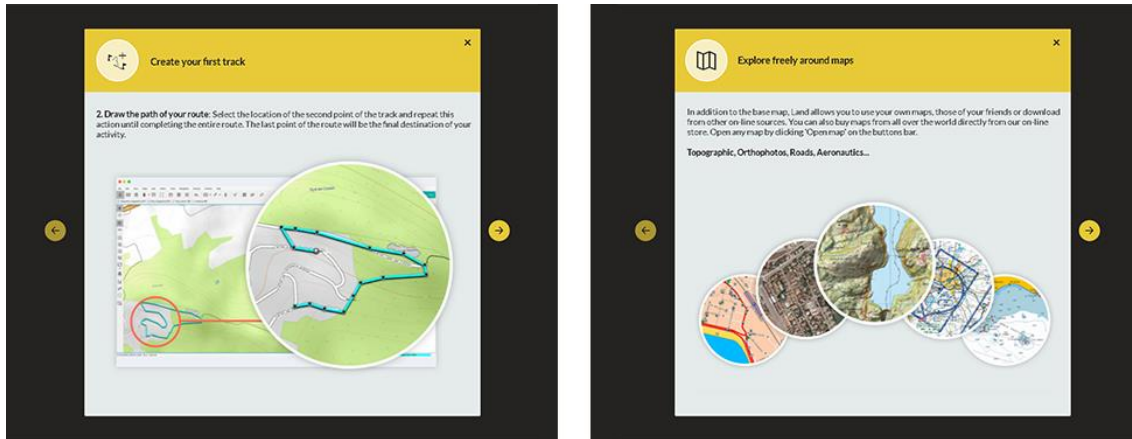 Create your first track
2. Draw the path of your route: Select the location of the second point of the track and repeat this
action until completing the entire route. The last point of the route will be the final destination of your
activity.
Explore freely around maps
In addition to the base map, Land allows you to use your own maps, those of your friends or download
from other on-line sources. You can also buy maps from all over the world directly from our on-line
store. Open any map by clicking 'Open map' on the buttons bar.
Topographic, Orthophotos, Roads, Aeronautics...